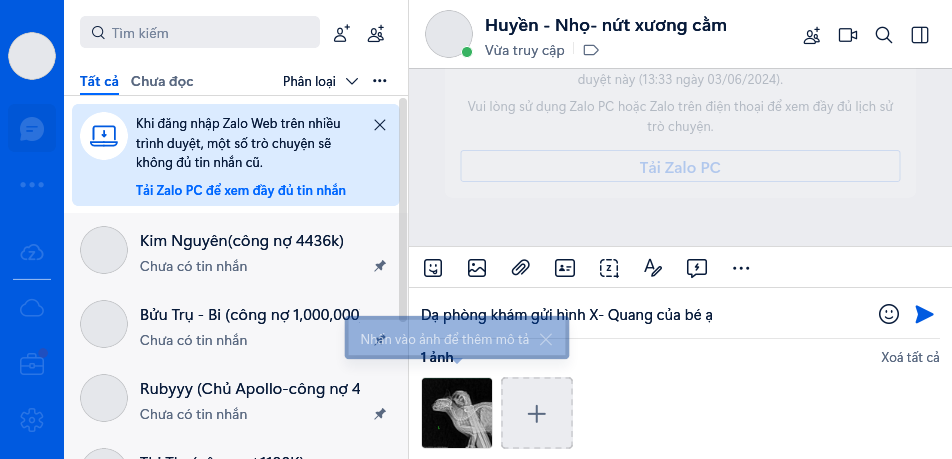 Tìm kiếm
Tất cả Chưa đọc Phân loại
Khi đăng nhập Zalo Web trên nhiều
trình duyệt, một số trò chuyện sẽ
không đủ tin nhắn cũ.
Tải Zalo PC để xem đầy đủ tin nhắn
Kim Nguyên(công nợ 4436k)
Chưa có tin nhắn
Bửu Trụ - Bi (công nợ 1,000,000
Chưa có tin nhắn
Rubyyy (Chủ Apollo-công nợ 4
Chưa có tin nhắn
Huyền - Nhọ- nứt xương cằm
Vừa truy cập
duyệt này (13:33 ngày 03/06/2024).
Vui lòng sử dụng Zalo PC hoặc Zalo trên điện thoại để xem đầy đủ lịch sử
trò chuyện.
Tải Zalo PC
Dạ phòng khám gửi hình X- Quang của bé ạ
Nhấn vào ảnh để thêm mô tả
1 ảnh
Xoá tất cả